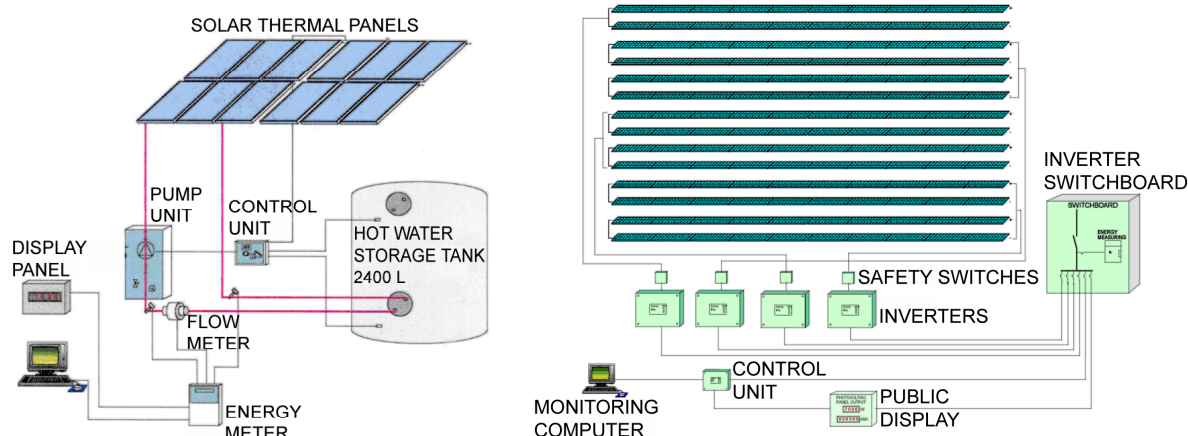 SOLAR THERMAL PANELS
PUMP
UNIT
CONTROL
UNIT
HOT WATER
STORAGE TANK
2400 L
DISPLAY
PANEL
FLOW
METER
ENERGY
METER
INVERTER
SWITCHBOARD
SWITCHBOARD
ENERGY
MEASURING
SAFETY SWITCHES
INVERTERS
CONTROL
UNIT
MONITORING
COMPUTER
PHOTOVOLTAIC
PANEL OUTPUT
W
kWh
PUBLIC
DISPLAY